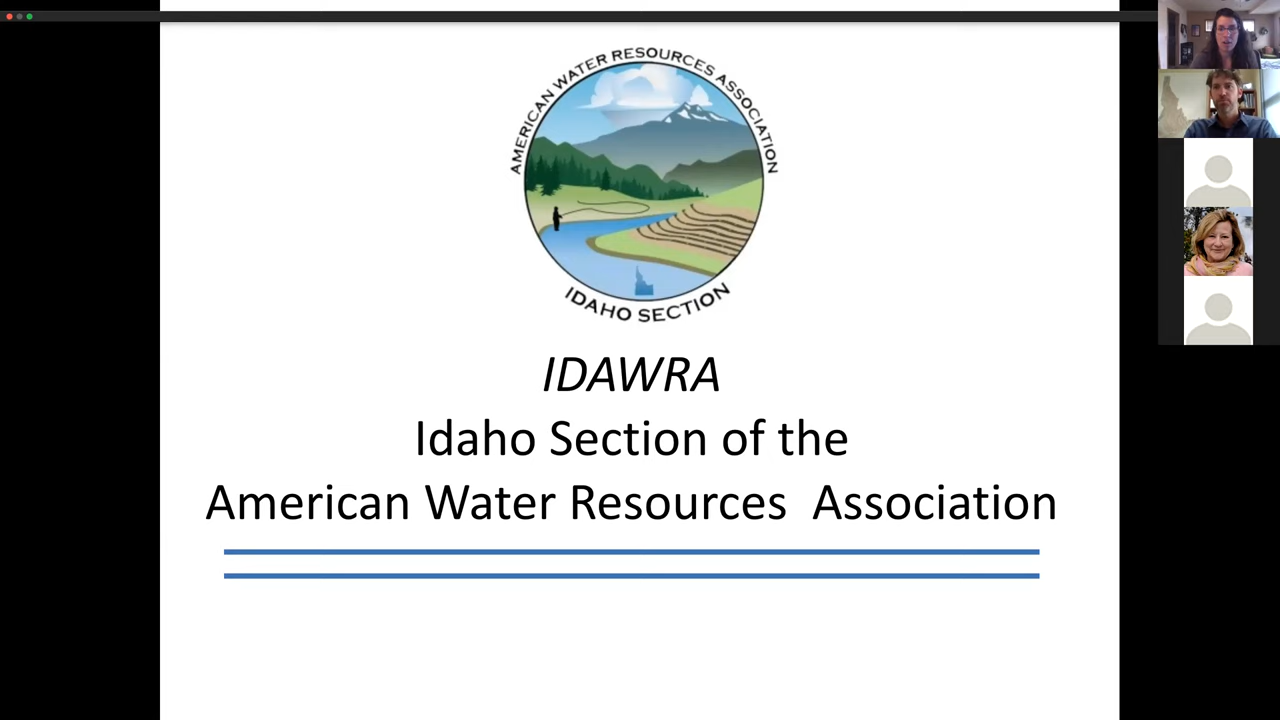 AMERICAN WATER RESOURCES ASSOCIATION
IDAHO SECTION
IDAWRA
Idaho Section of the
American Water Resources  Association